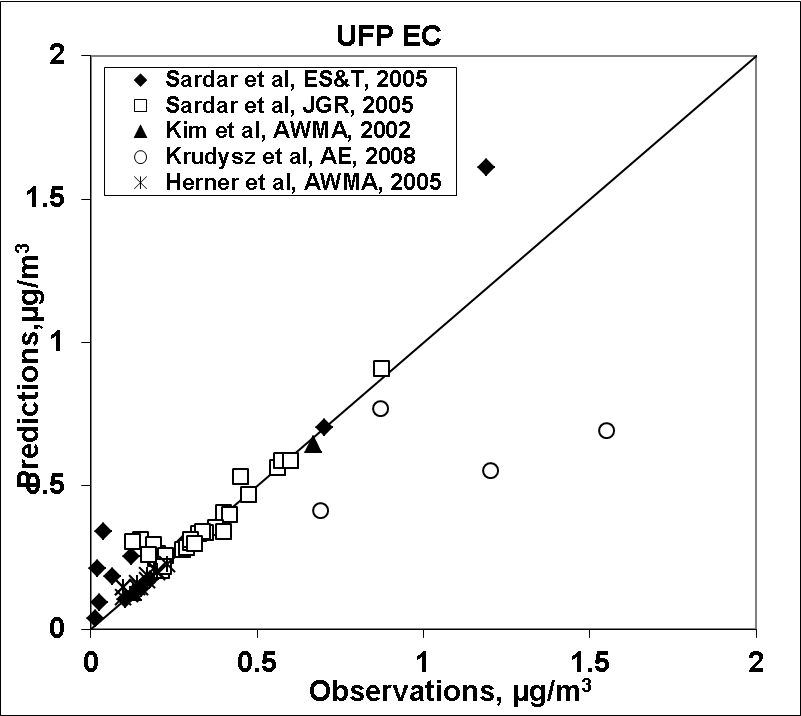 UFP EC
2
1.5
1
0.5
0
Predictions,µg/m³
Sardar et al, ES&T, 2005
Sardar et al, JGR, 2005
Kim et al, AWMA, 2002
Krudysz et al, AE, 2008
Herner et al, AWMA, 2005
0 0.5 1 1.5 2
Observations, µg/m³